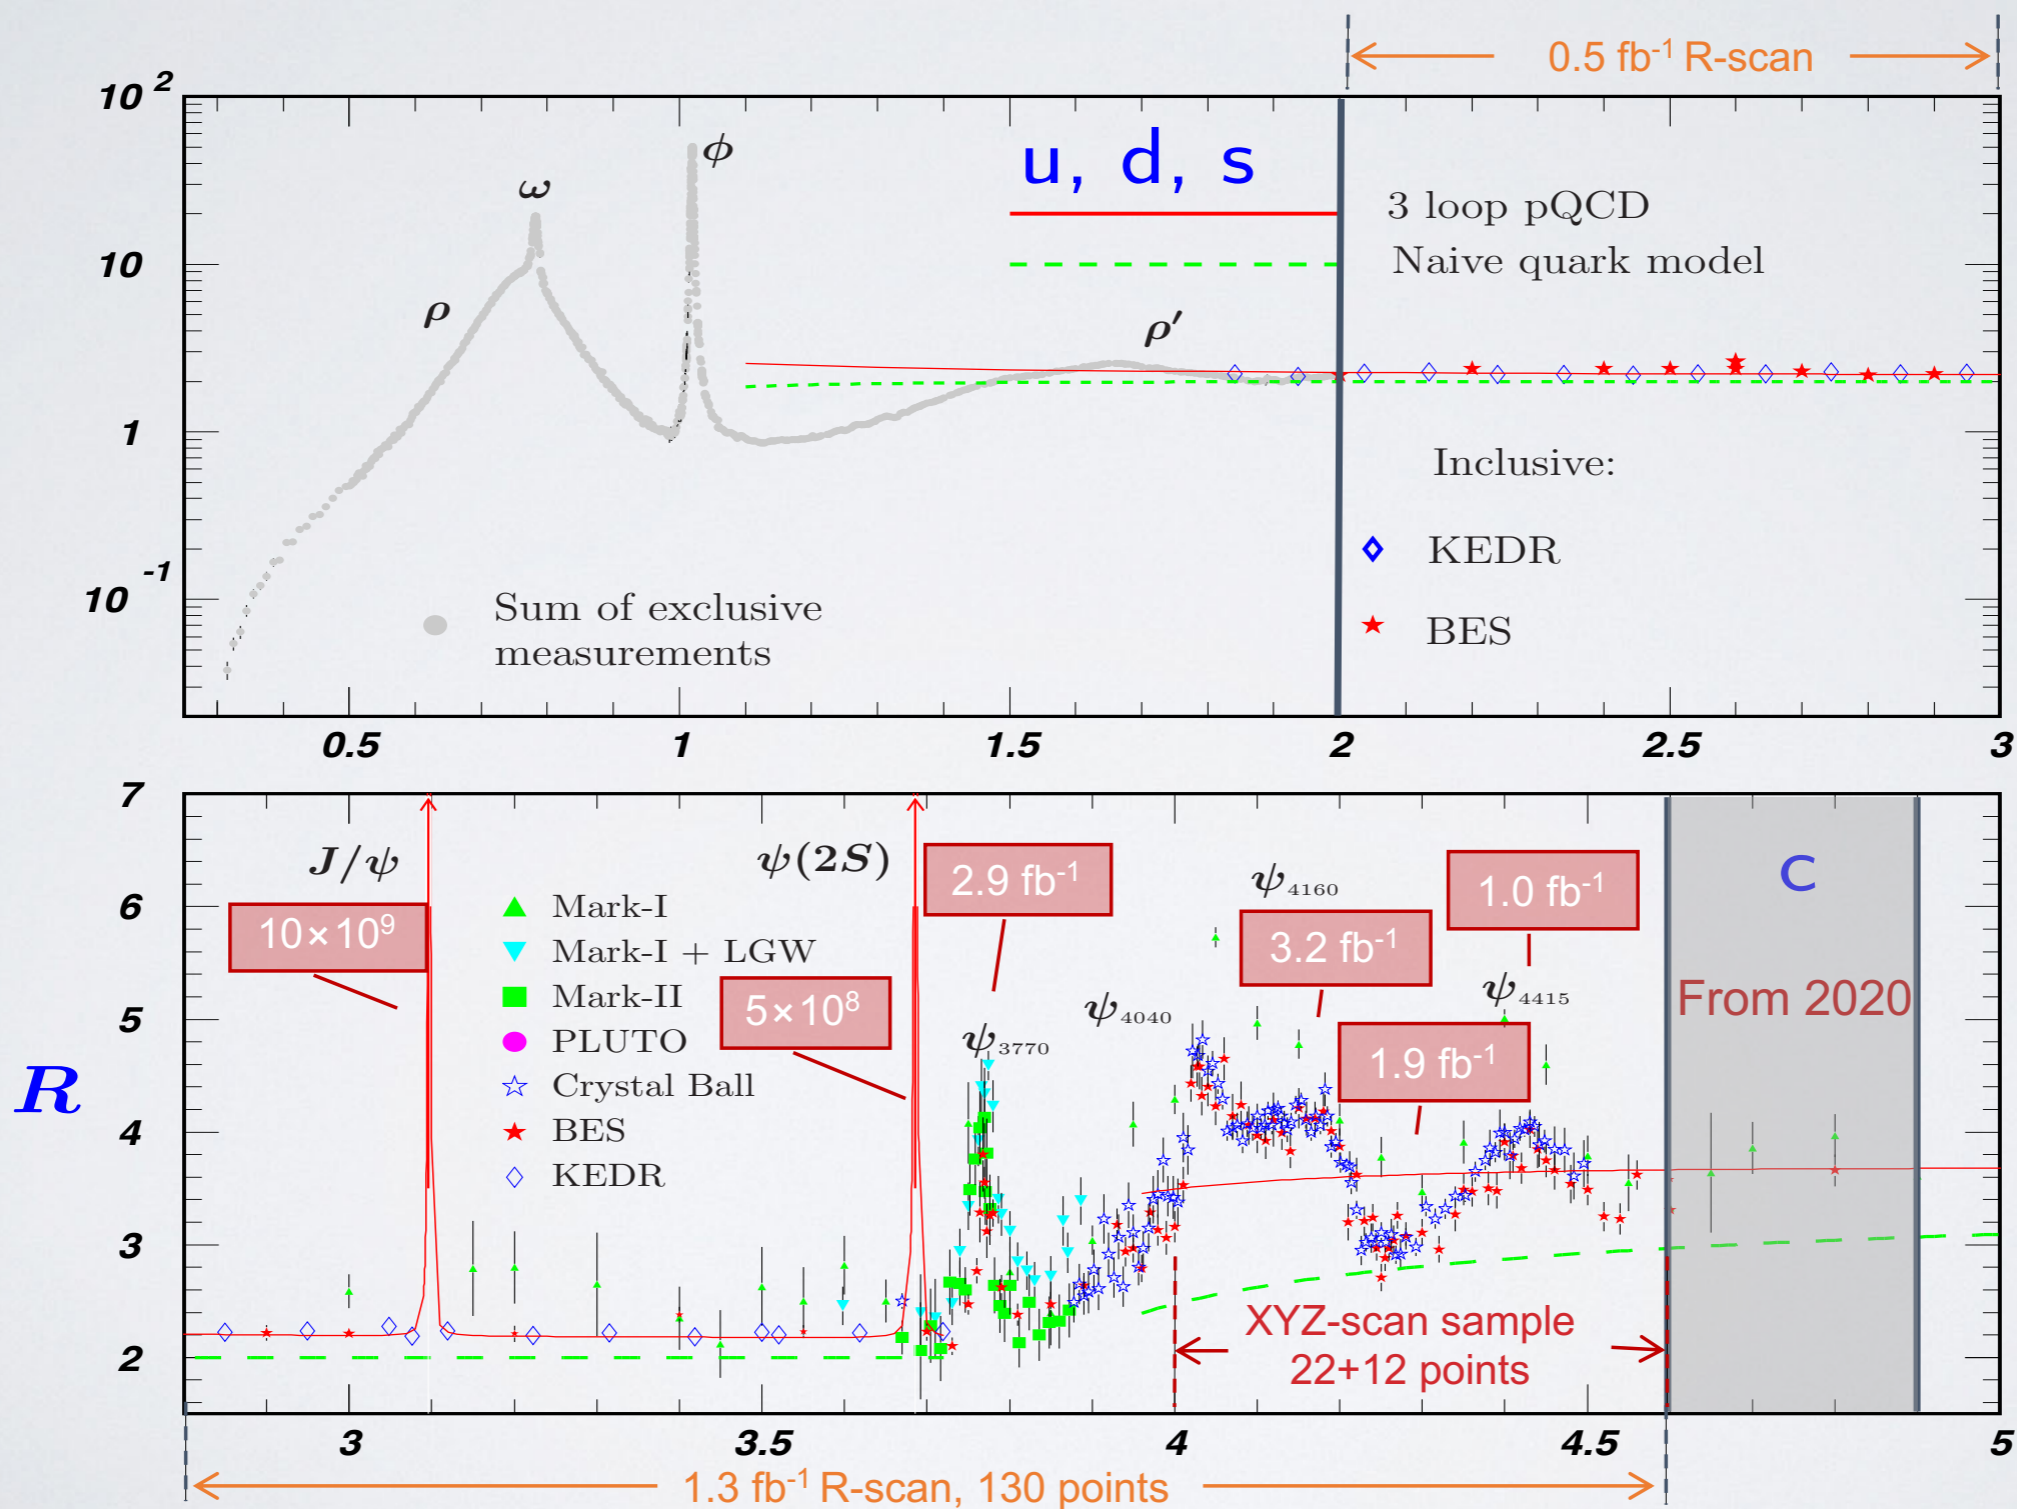 0.5 fb⁻¹ R-scan
10²
10
1
10⁻¹
ω
ϕ
ρ
ρ′
u, d, s
3 loop pQCD
Naive quark model
Inclusive:
KEDR
BES
Sum of exclusive
measurements
0.5 1 1.5 2 2.5 3
R
7
6
5
4
3
2
J/ψ
10×10⁹
ψ(2S)
5×10⁸
Mark-I
Mark-I + LGW
Mark-II
PLUTO
Crystal Ball
BES
KEDR
2.9 fb⁻¹
ψ₃₇₇₀
ψ₄₀₄₀
ψ₄₁₆₀
3.2 fb⁻¹
1.9 fb⁻¹
1.0 fb⁻¹
ψ₄₄₁₅
c
From 2020
XYZ-scan sample
22+12 points
3 3.5 4 4.5 5
1.3 fb⁻¹ R-scan, 130 points